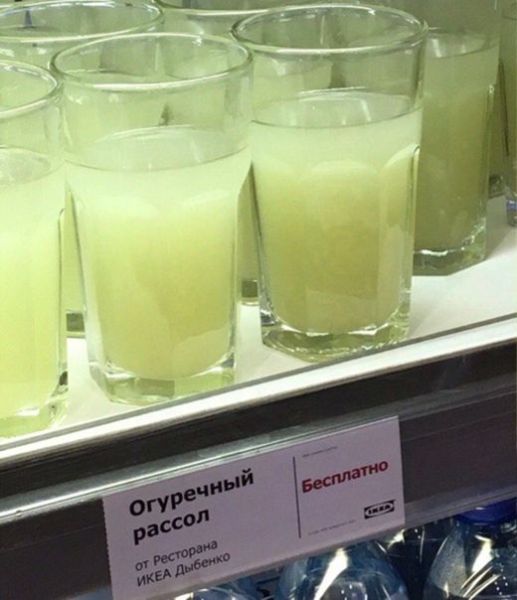 Огуречный
рассол
от Ресторана
ИКЕА Дыбенко
Бесплатно
IKEA